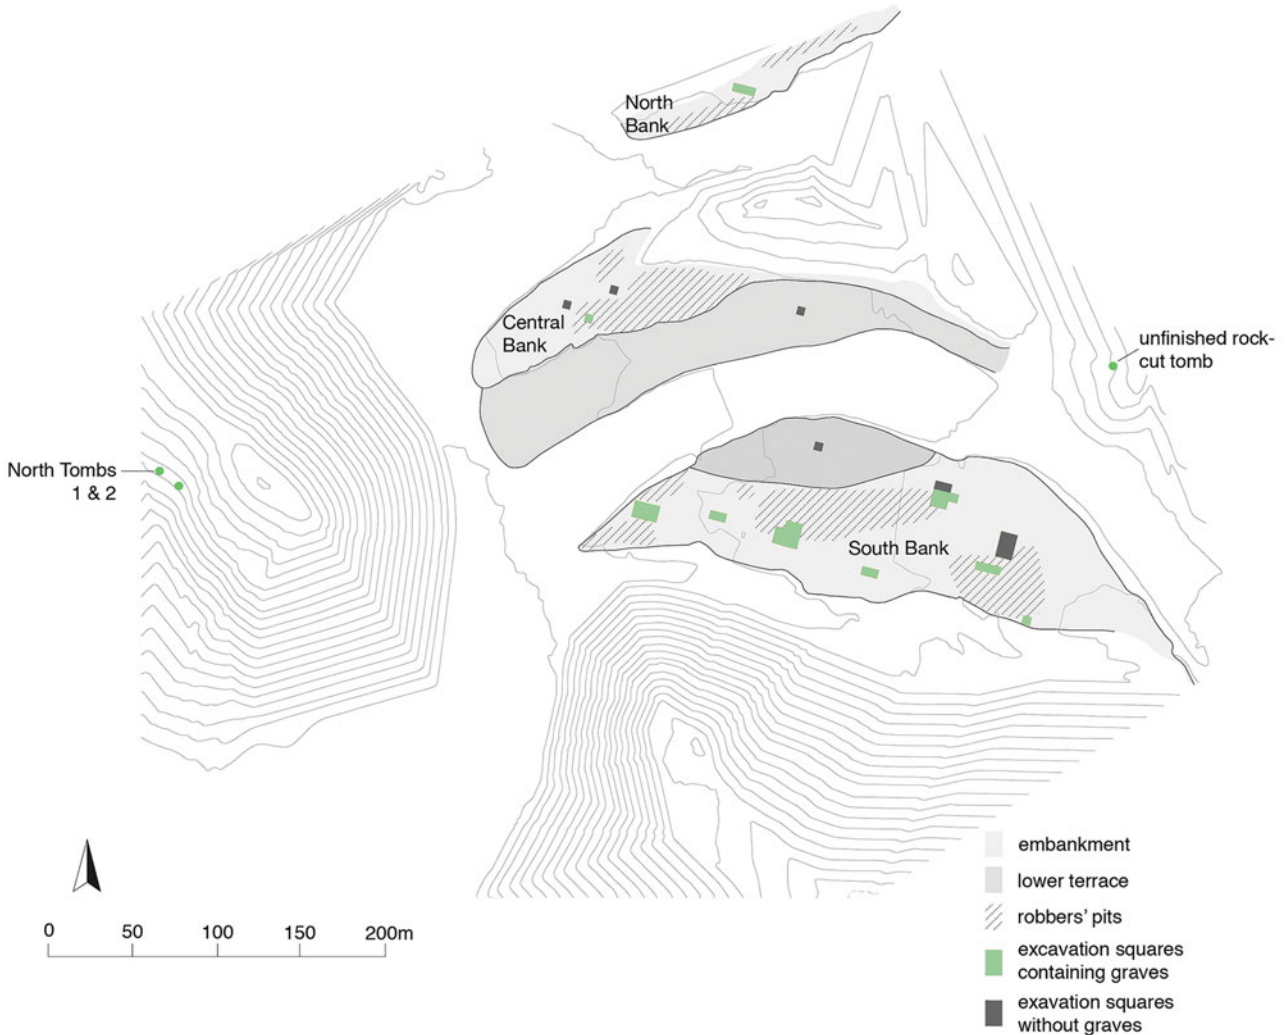 North
Bank
Central
Bank
unfinished rock-
cut tomb
North Tombs
1 & 2
South Bank
0 50 100 150 200m
embankment
lower terrace
robbers' pits
excavation squares
containing graves
exavation squares
without graves